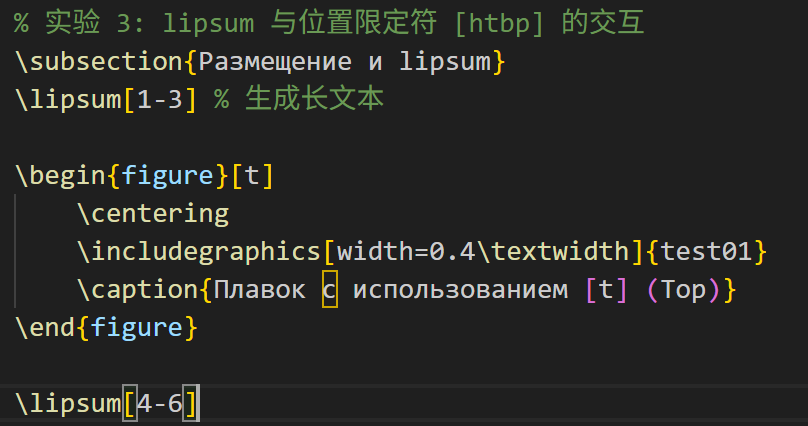 % 实验 3: lipsum 与位置限定符 [htbp] 的交互
\subsection{Размещение и lipsum}
\lipsum[1-3] % 生成长文本
\begin{figure}[t]
\centering
\includegraphics[width=0.4\textwidth]{test01}
\caption{Плавок с использованием [t] (Top)}
\end{figure}
\lipsum[4-6]